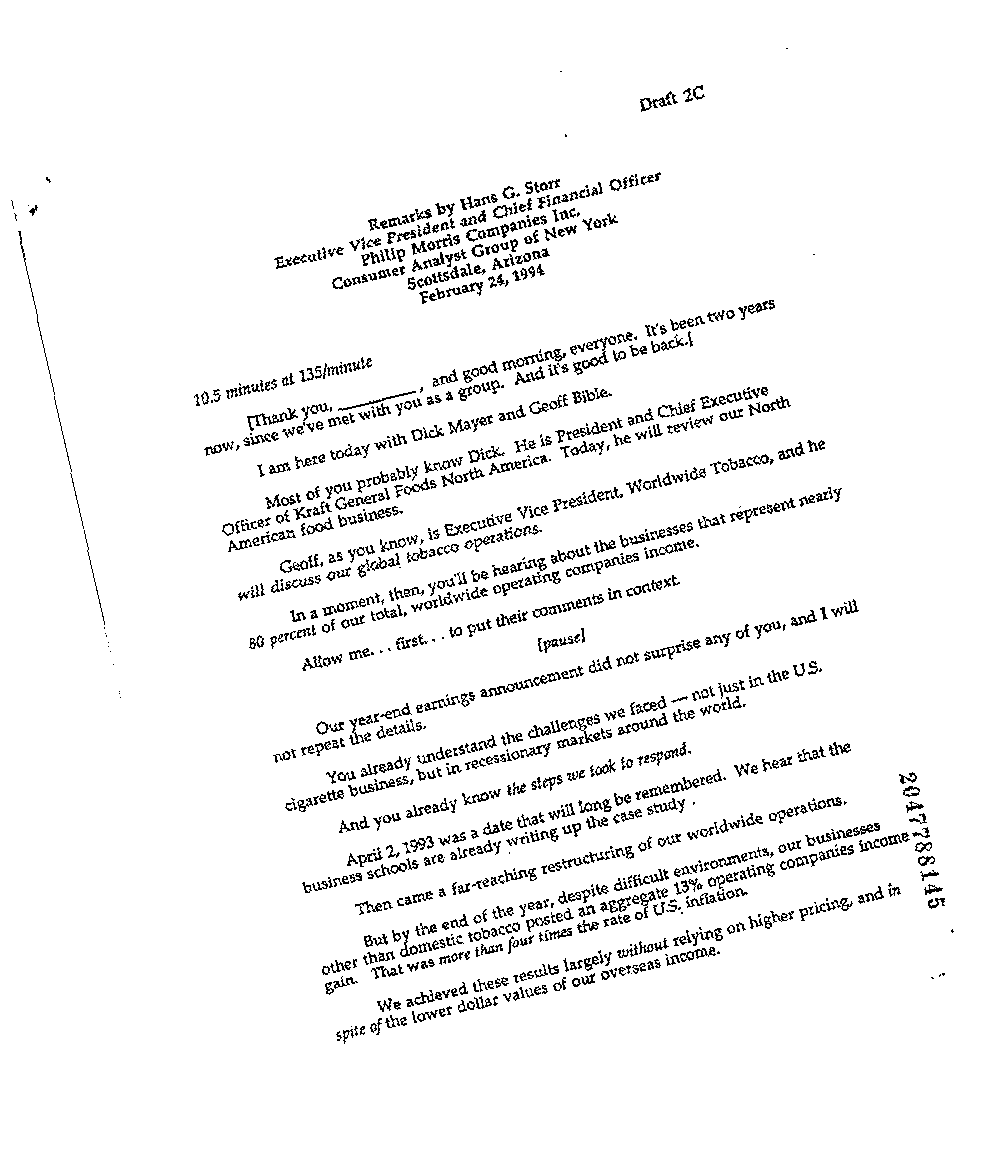 Draft 2C
Remarks by Hans G. Storr
Executive Vice President and Chief Financial Officer
Philip Morris Companies Inc.
Consumer Analyst Group of New York
Scottsdale, Arizona
February 24, 1994
10.5 minutes at 135/minute
[Thank you, __________, and good morning, everyone. It's been two years
now, since we've met with you as a group. And it's good to be back.[
I am here today with Dick Mayer and Geoff Bible.
Most of you probably know Dick. He is President and Chief Executive
Officer of Kraft General Foods North America. Today, he will review our North
American food business.
Geoff, as you know, is Executive Vice President, Worldwide Tobacco, and he
will discuss our global tobacco operations.
In a moment, then, you'll be hearing about the businesses that represent nearly
80 percent of our total, worldwide operating companies income.
Allow me. . . first. . . to put their comments in context.
[pause]
Our year-end earnings announcement did not surprise any of you, and I will
not repeat the details.
You already understand the challenges we faced — not just in the U.S.
cigarette business, but in recessionary markets around the world.
And you already know the steps we took to respond.
April 2, 1993 was a date that will long be remembered. We hear that the
business schools are already writing up the case study .
Then came a far-reaching restructuring of our worldwide operations.
But by the end of the year, despite difficult environments, our businesses
other than domestic tobacco posted an aggregate 13% operating companies income
gain. That was more than four times the rate of U.S. inflation.
We achieved these results largely without relying on higher pricing, and in
spite of the lower dollar values of our overseas income.
2047788145